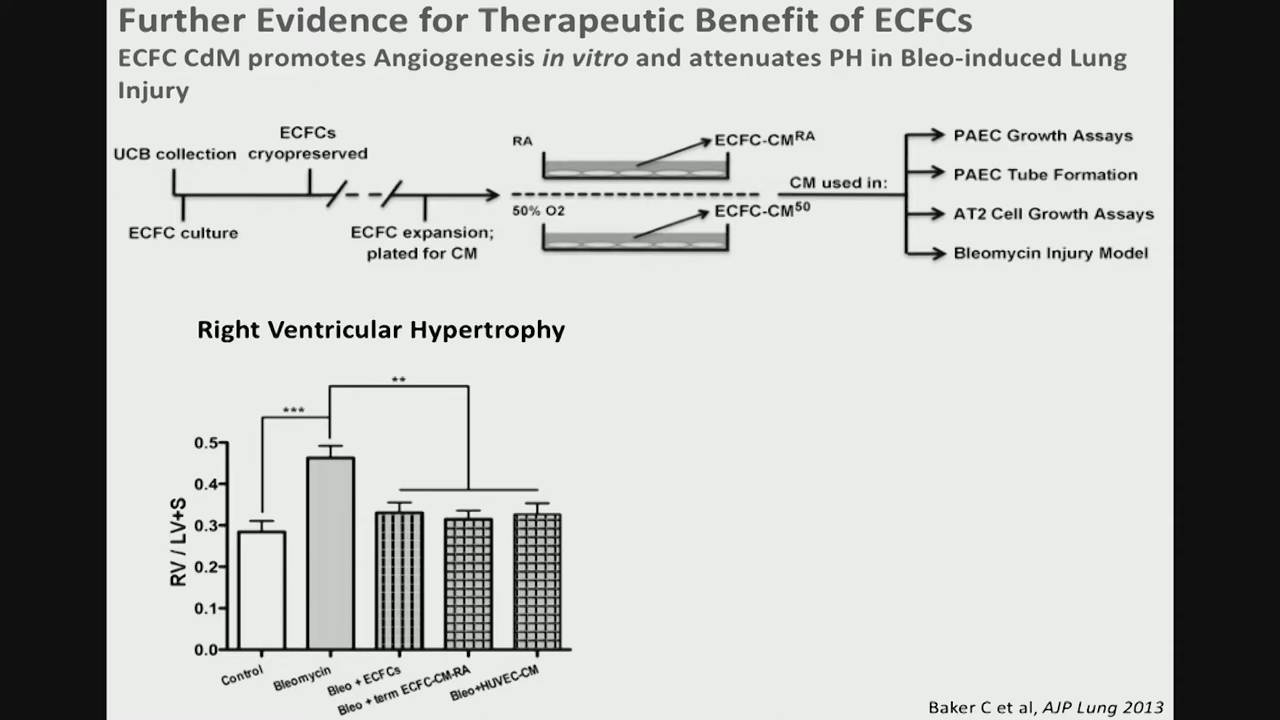 Further Evidence for Therapeutic Benefit of ECFCs
ECFC CdM promotes Angiogenesis in vitro and attenuates PH in Bleo-induced Lung
Injury
UCB collection
ECFCs
cryopreserved
ECFC culture
ECFC expansion;
plated for CM
RA
ECFC-CMRA
50% O2
ECFC-CM50
CM used in:
PAEC Growth Assays
PAEC Tube Formation
AT2 Cell Growth Assays
Bleomycin Injury Model
Right Ventricular Hypertrophy
**
***
RV / LV+S
0.5
0.4
0.3
0.2
0.1
0.0
Control
Bleomycin
Bleo + ECFCs
Bleo + term ECFC-CM-RA
Bleo+HUVEC-CM
Baker C et al, AJP Lung 2013